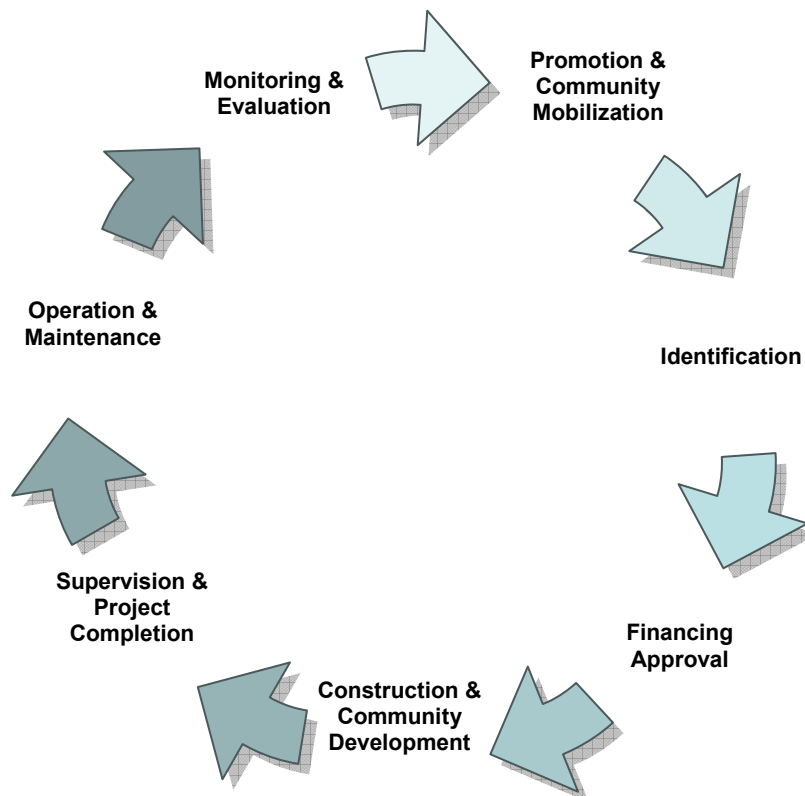 Monitoring &
Evaluation
Promotion &
Community
Mobilization
Identification
Financing
Approval
Construction &
Community
Development
Supervision &
Project
Completion
Operation &
Maintenance